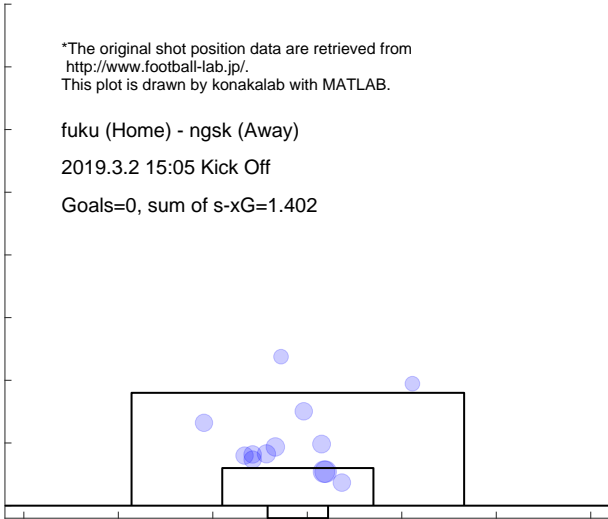 *The original shot position data are retrieved from
http://www.football-lab.jp/.
This plot is drawn by konakalab with MATLAB.
fuku (Home) - ngsk (Away)
2019.3.2 15:05 Kick Off
Goals=0, sum of s-xG=1.402